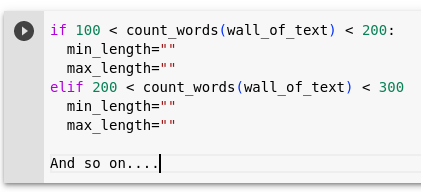 if 100 < count_words(wall_of_text) < 200:
  min_length=""
  max_length=""
elif 200 < count_words(wall_of_text) < 300
  min_length=""
  max_length=""

And so on....